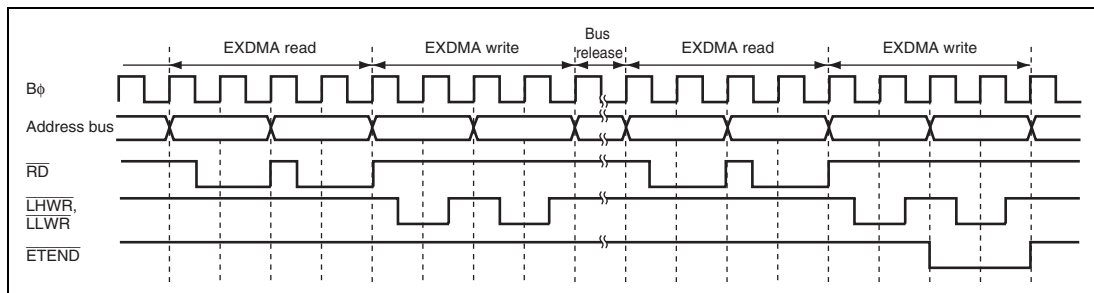 Bus
EXDMA read EXDMA write release EXDMA read EXDMA write
Bϕ
Address bus
RD
LHWR,
LLWR
ETEND